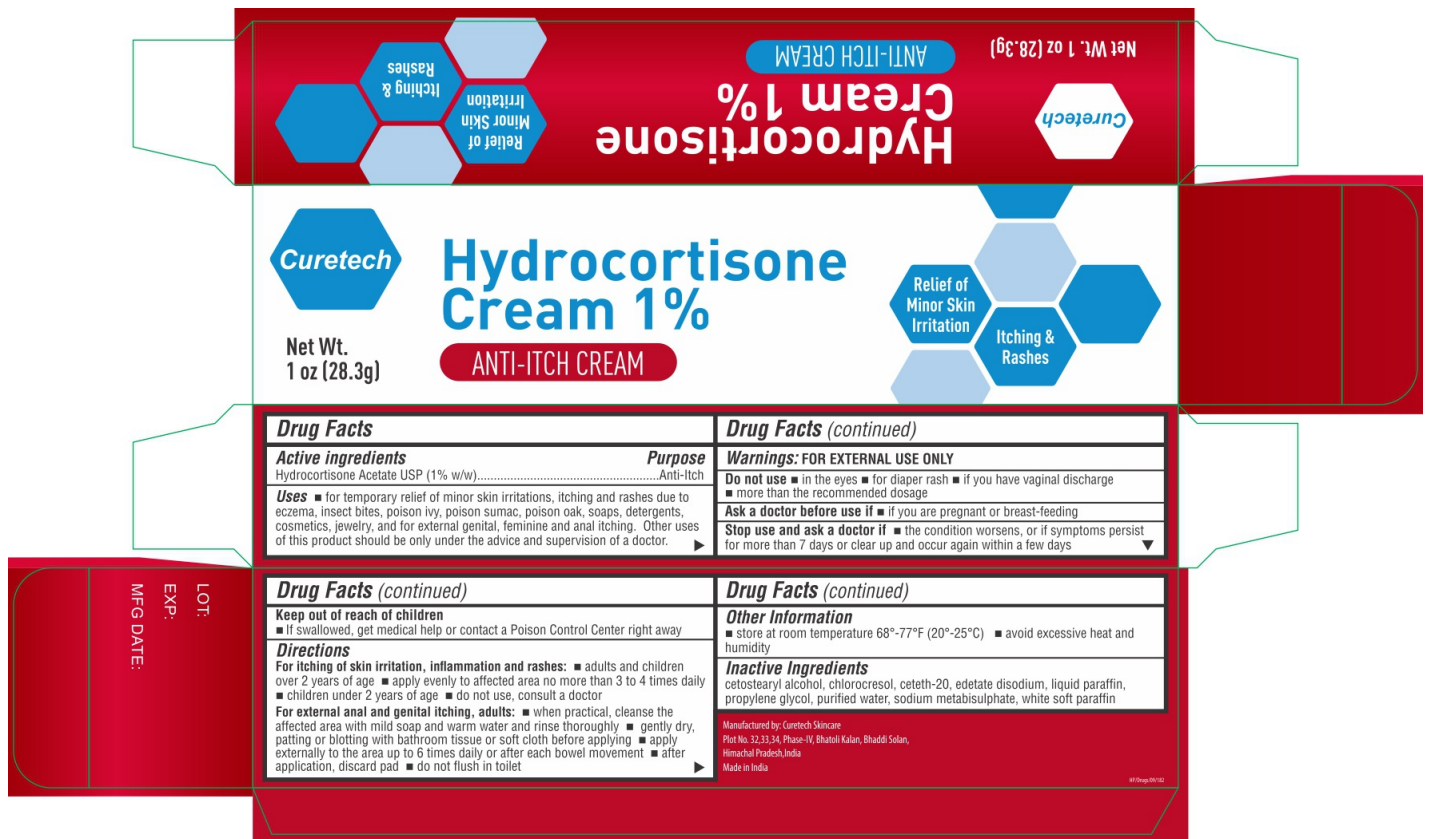 Net Wt. 1 oz (28.3g)
ANTI-ITCH CREAM
Hydrocortisone
Cream 1%
Curetech
Itching &
Rashes
Relief of
Minor Skin
Irritation
Curetech
Net Wt.
1 oz (28.3g)
Hydrocortisone
Cream 1%
ANTI-ITCH CREAM
Relief of
Minor Skin
Irritation
Itching &
Rashes
Drug Facts
Active ingredients Purpose
Hydrocortisone Acetate USP (1% w/w).......................................................Anti-Itch
Uses ■ for temporary relief of minor skin irritations, itching and rashes due to
eczema, insect bites, poison ivy, poison sumac, poison oak, soaps, detergents,
cosmetics, jewelry, and for external genital, feminine and anal itching. Other uses
of this product should be only under the advice and supervision of a doctor. ▶
Drug Facts (continued)
Warnings: FOR EXTERNAL USE ONLY
Do not use ■ in the eyes ■ for diaper rash ■ if you have vaginal discharge
■ more than the recommended dosage
Ask a doctor before use if ■ if you are pregnant or breast-feeding
Stop use and ask a doctor if ■ the condition worsens, or if symptoms persist
for more than 7 days or clear up and occur again within a few days ▼
LOT:
EXP:
MFG DATE:
Drug Facts (continued)
Keep out of reach of children
■ If swallowed, get medical help or contact a Poison Control Center right away
Directions
For itching of skin irritation, inflammation and rashes: ■ adults and children
over 2 years of age ■ apply evenly to affected area no more than 3 to 4 times daily
■ children under 2 years of age ■ do not use, consult a doctor
For external anal and genital itching, adults: ■ when practical, cleanse the
affected area with mild soap and warm water and rinse thoroughly ■ gently dry,
patting or blotting with bathroom tissue or soft cloth before applying ■ apply
externally to the area up to 6 times daily or after each bowel movement ■ after
application, discard pad ■ do not flush in toilet ▶
Drug Facts (continued)
Other Information
■ store at room temperature 68°-77°F (20°-25°C) ■ avoid excessive heat and
humidity
Inactive Ingredients
cetostearyl alcohol, chlorocresol, ceteth-20, edetate disodium, liquid paraffin,
propylene glycol, purified water, sodium metabisulphate, white soft paraffin
Manufactured by: Curetech Skincare
Plot No. 32,33,34, Phase-IV, Bhatoli Kalan, Bhaddi Solan,
Himachal Pradesh,India
Made in India